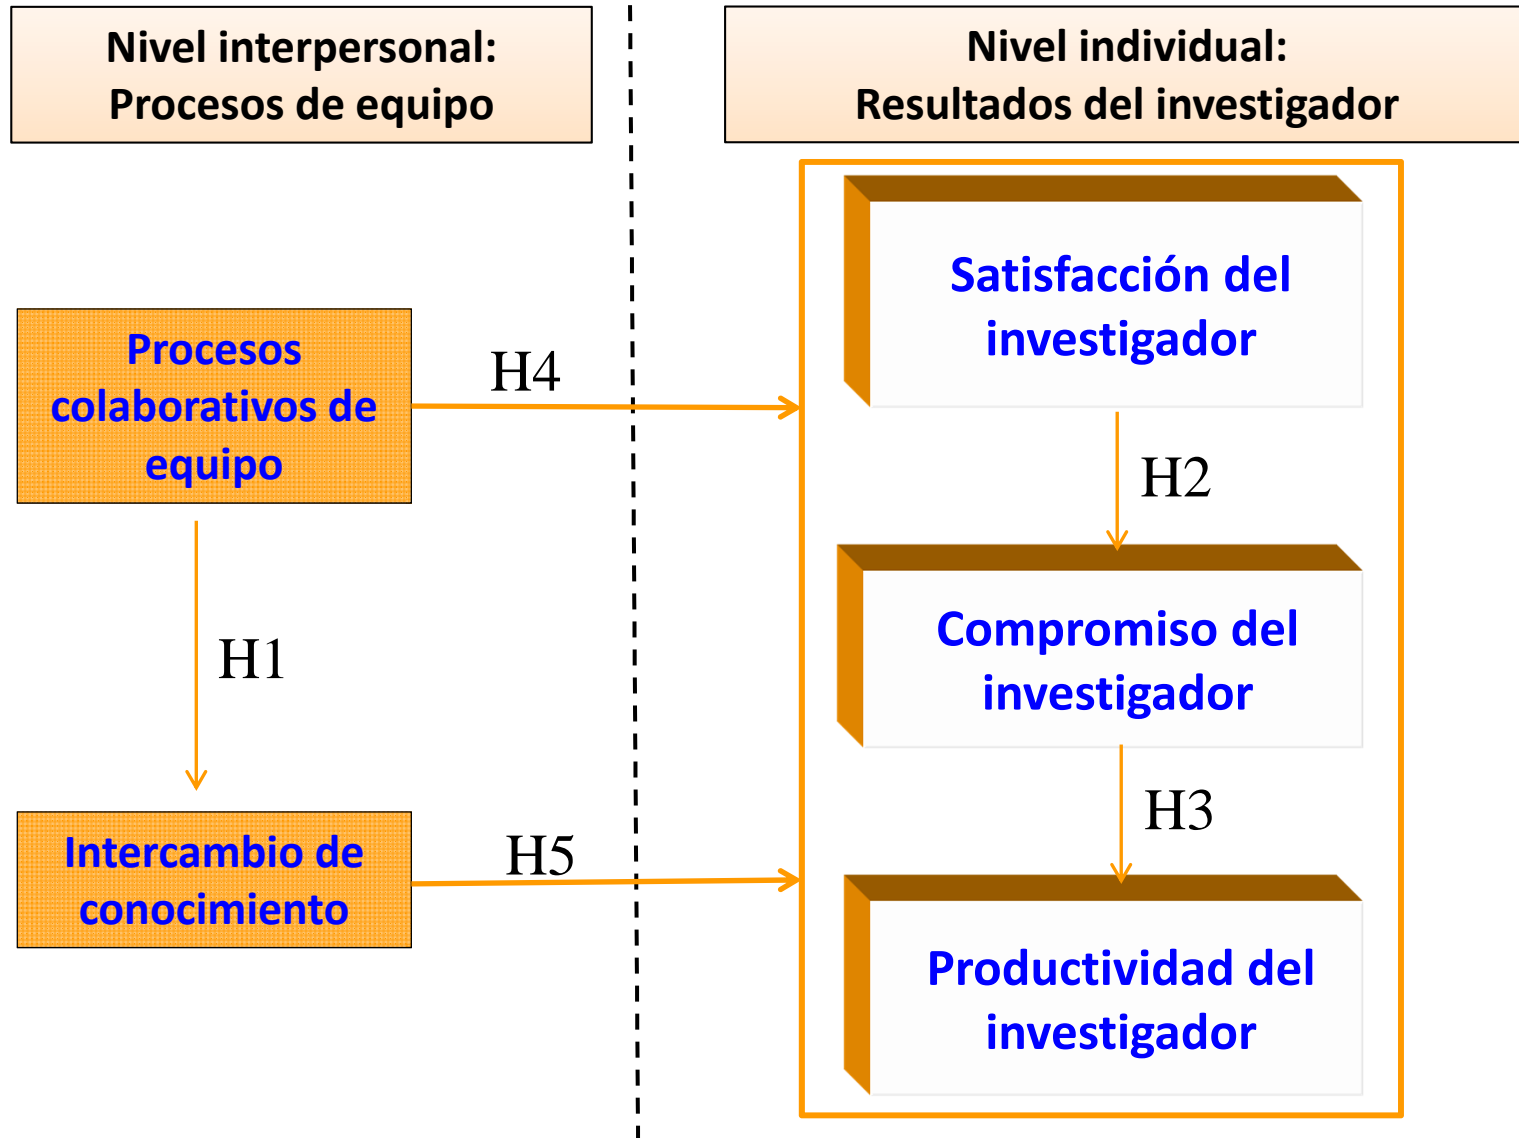 Nivel interpersonal:
Procesos de equipo
Nivel individual:
Resultados del investigador
Procesos
colaborativos de
equipo
H4
Satisfacción del
investigador
H2
H1
Compromiso del
investigador
H3
Intercambio de
conocimiento
H5
Productividad del
investigador